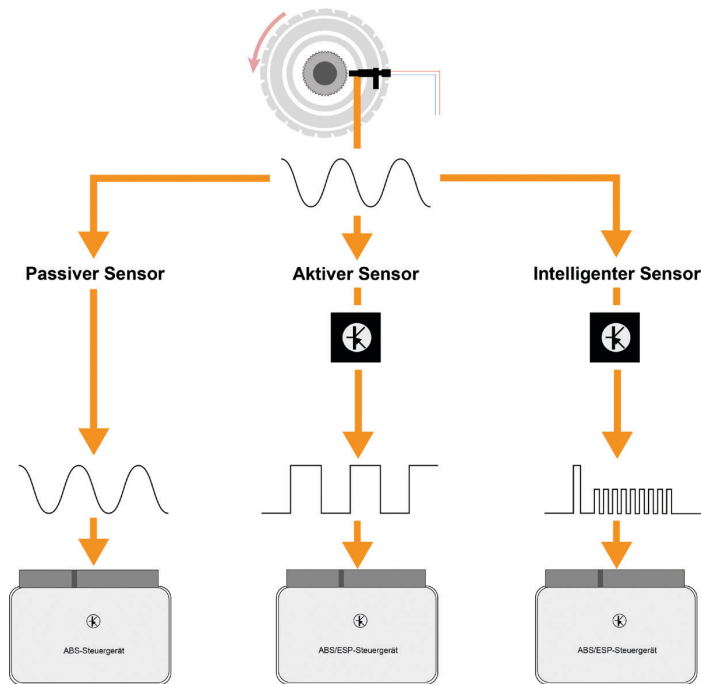 Passiver Sensor
Aktiver Sensor
Intelligenter Sensor
ABS-Steuergerät
ABS/ESP-Steuergerät
ABS/ESP-Steuergerät